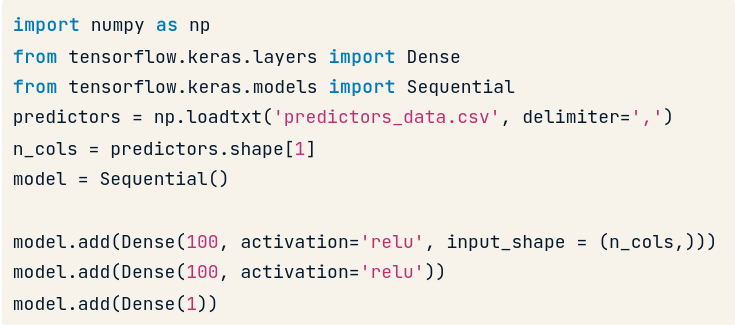 import numpy as np
from tensorflow.keras.layers import Dense
from tensorflow.keras.models import Sequential
predictors = np.loadtxt('predictors_data.csv', delimiter=',')
n_cols = predictors.shape[1]
model = Sequential()
model.add(Dense(100, activation='relu', input_shape = (n_cols,)))
model.add(Dense(100, activation='relu'))
model.add(Dense(1))